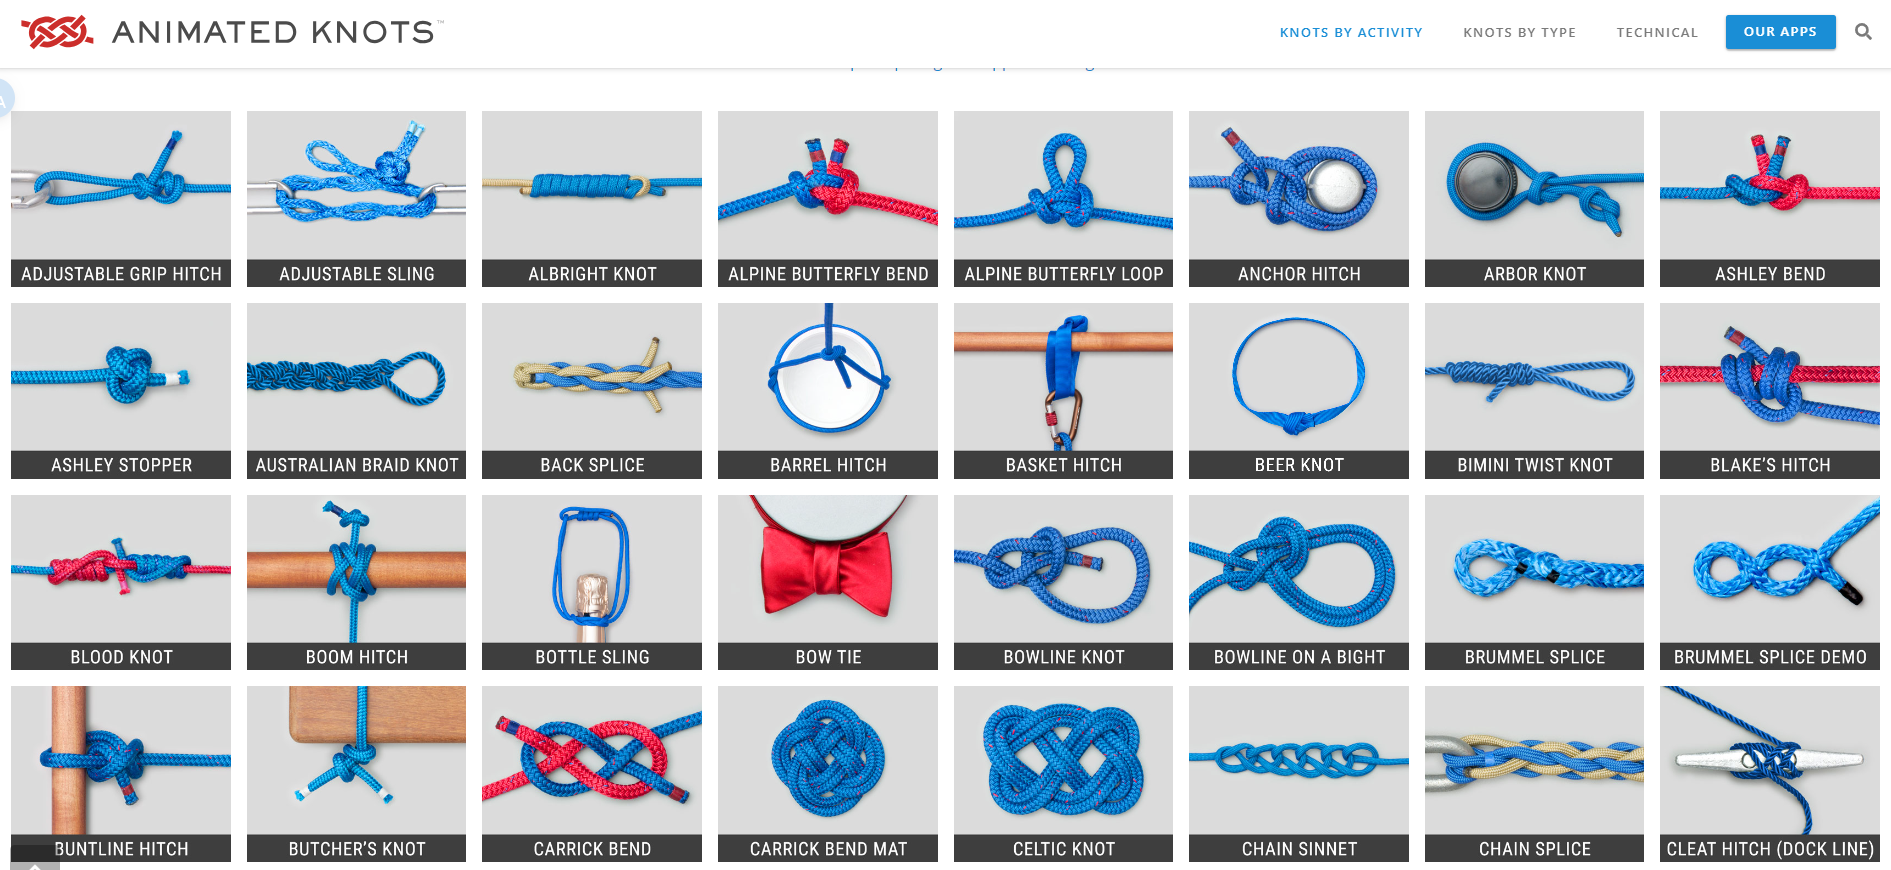 ANIMATED KNOTS™
KNOTS BY ACTIVITY
KNOTS BY TYPE
TECHNICAL
OUR APPS
ADJUSTABLE GRIP HITCH
ADJUSTABLE SLING
ALBRIGHT KNOT
ALPINE BUTTERFLY BEND
ALPINE BUTTERFLY LOOP
ANCHOR HITCH
ARBOR KNOT
ASHLEY BEND
ASHLEY STOPPER
AUSTRALIAN BRAID KNOT
BACK SPLICE
BARREL HITCH
BASKET HITCH
BEER KNOT
BIMINI TWIST KNOT
BLAKE'S HITCH
BLOOD KNOT
BOOM HITCH
BOTTLE SLING
BOW TIE
BOWLINE KNOT
BOWLINE ON A BIGHT
BRUMMEL SPLICE
BRUMMEL SPLICE DEMO
BUNTLINE HITCH
BUTCHER'S KNOT
CARRICK BEND
CARRICK BEND MAT
CELTIC KNOT
CHAIN SINNET
CHAIN SPLICE
CLEAT HITCH (DOCK LINE)